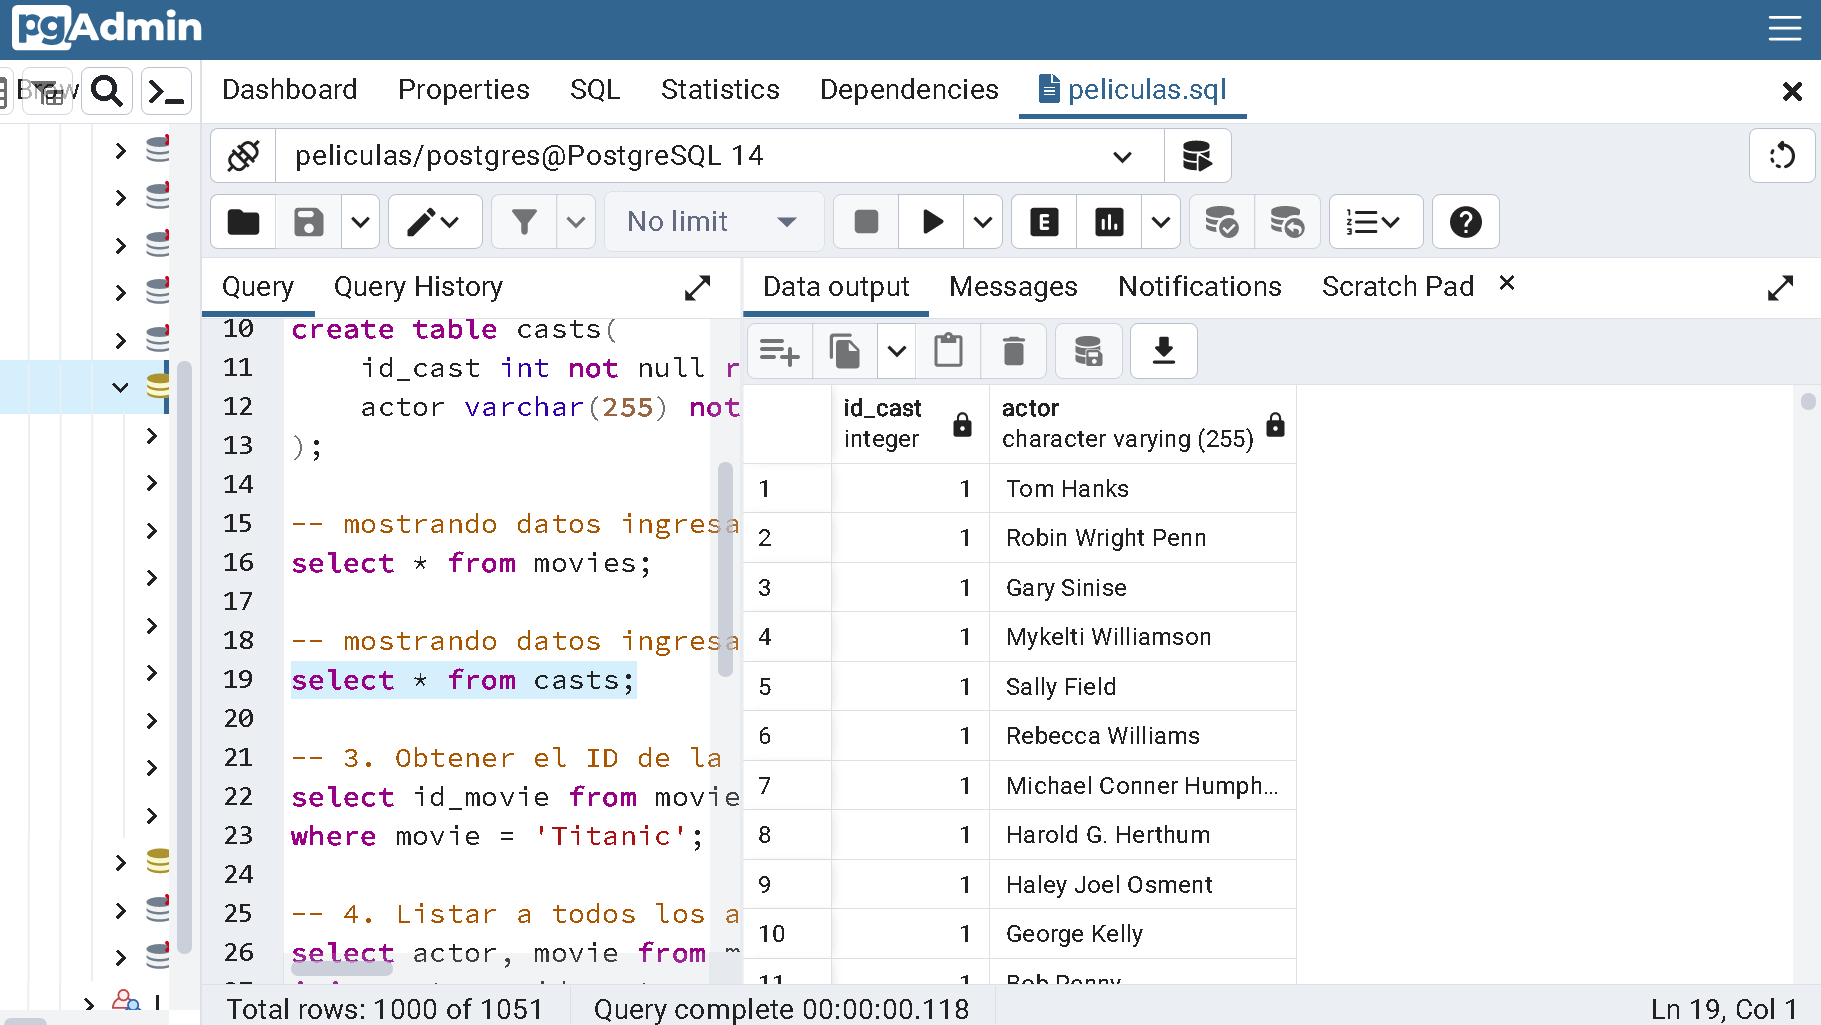 pgAdmin
Dashboard Properties SQL Statistics Dependencies peliculas.sql
peliculas/postgres@PostgreSQL 14
No limit
E
Query Query History
10 create table casts(
11 id_cast int not null r
12 actor varchar(255) not
13 );
14
15 -- mostrando datos ingresa
16 select * from movies;
17
18 -- mostrando datos ingresa
19 select * from casts;
20
21 -- 3. Obtener el ID de la
22 select id_movie from movie
23 where movie = 'Titanic';
24
25 -- 4. Listar a todos los a
26 select actor, movie from
Data output Messages Notifications Scratch Pad
id_cast integer
actor character varying (255)
1 1 Tom Hanks
2 1 Robin Wright Penn
3 1 Gary Sinise
4 1 Mykelti Williamson
5 1 Sally Field
6 1 Rebecca Williams
7 1 Michael Conner Humph...
8 1 Harold G. Herthum
9 1 Haley Joel Osment
10 1 George Kelly
11 1 Bob Penny
Total rows: 1000 of 1051
Query complete 00:00:00.118
Ln 19, Col 1